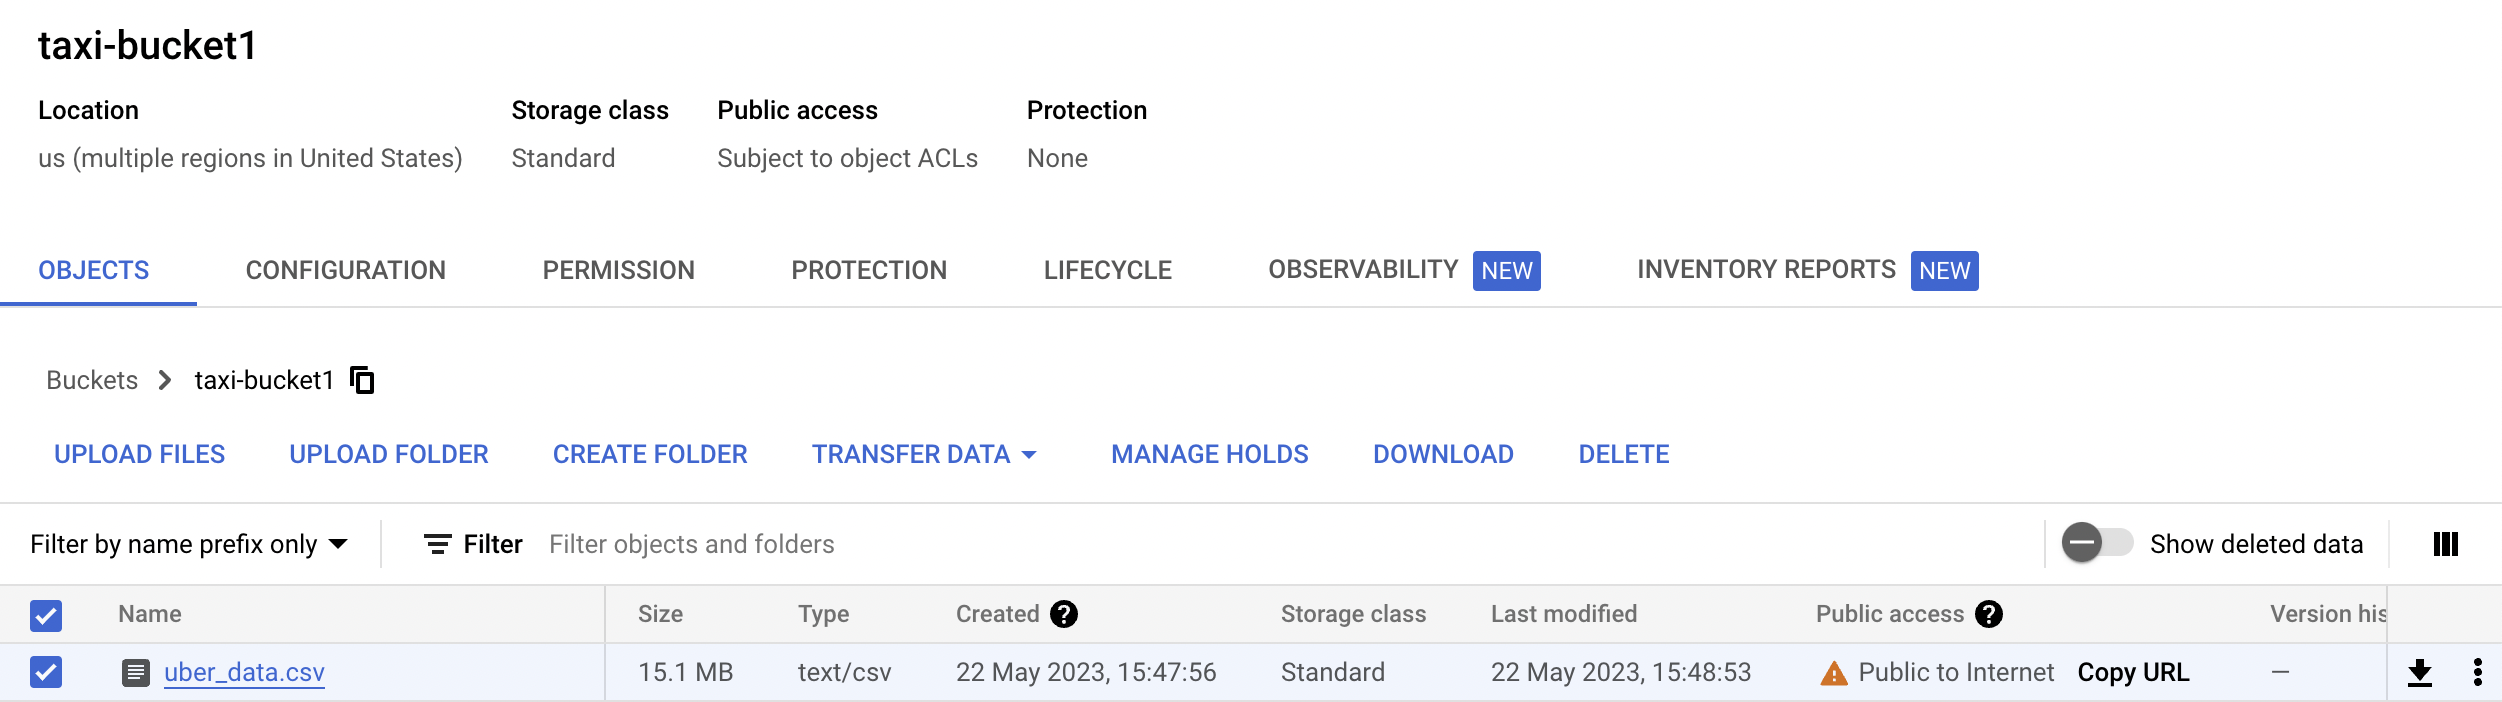 taxi-bucket1
Location Storage class Public access Protection
us (multiple regions in United States) Standard Subject to object ACLs None
OBJECTS CONFIGURATION PERMISSION PROTECTION LIFECYCLE OBSERVABILITY NEW INVENTORY REPORTS NEW
Buckets taxi-bucket1
UPLOAD FILES UPLOAD FOLDER CREATE FOLDER TRANSFER DATA MANAGE HOLDS DOWNLOAD DELETE
Filter by name prefix only Filter Filter objects and folders Show deleted data
Name Size Type Created ? Storage class Last modified Public access ? Version his
uber_data.csv 15.1 MB text/csv 22 May 2023, 15:47:56 Standard 22 May 2023, 15:48:53 Public to Internet Copy URL —